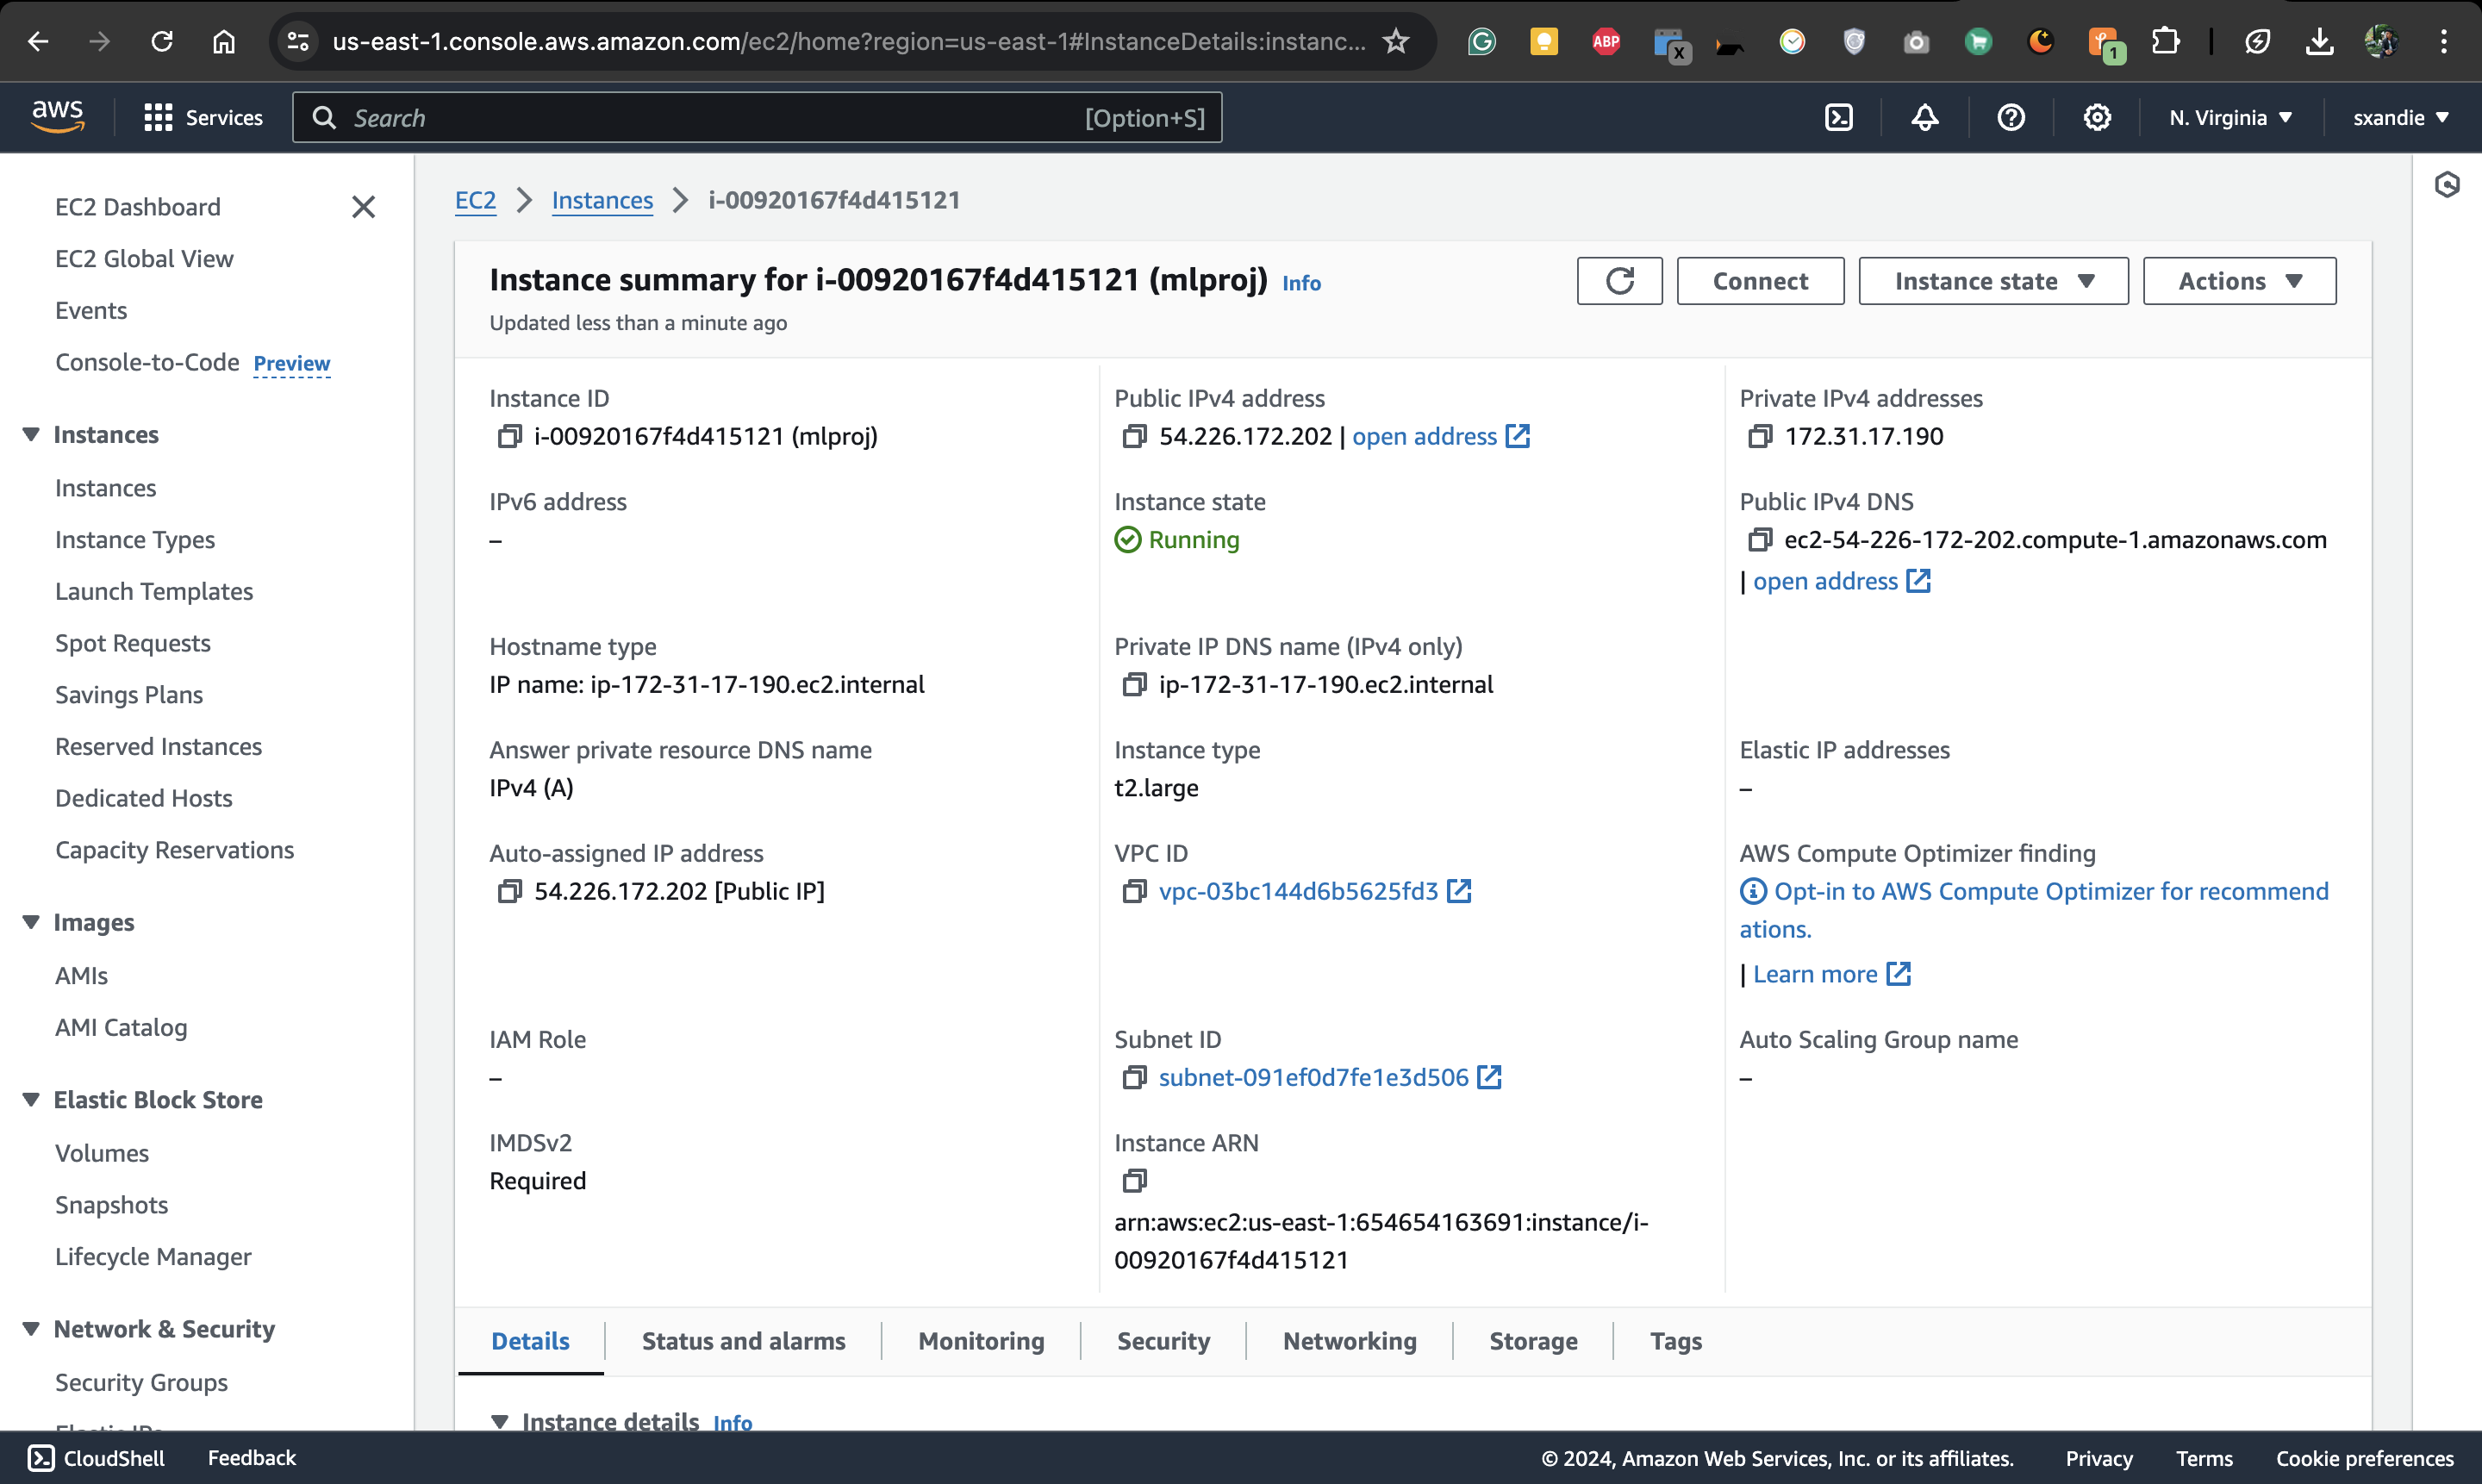 us-east-1.console.aws.amazon.com/ec2/home?region=us-east-1#InstanceDetails:instanc...
ABP
X
1
aws
Services
Search
[Option+S]
N. Virginia
sxandie
EC2 Dashboard
EC2 Global View
Events
Console-to-Code Preview
Instances
Instances
Instance Types
Launch Templates
Spot Requests
Savings Plans
Reserved Instances
Dedicated Hosts
Capacity Reservations
Images
AMIs
AMI Catalog
Elastic Block Store
Volumes
Snapshots
Lifecycle Manager
Network & Security
Security Groups
EC2 > Instances > i-00920167f4d415121
Instance summary for i-00920167f4d415121 (mlproj) Info
Updated less than a minute ago
Connect
Instance state
Actions
Instance ID
i-00920167f4d415121 (mlproj)
Public IPv4 address
54.226.172.202 | open address
Private IPv4 addresses
172.31.17.190
IPv6 address
–
Instance state
Running
Public IPv4 DNS
ec2-54-226-172-202.compute-1.amazonaws.com
| open address
Hostname type
IP name: ip-172-31-17-190.ec2.internal
Private IP DNS name (IPv4 only)
ip-172-31-17-190.ec2.internal
Answer private resource DNS name
IPv4 (A)
Instance type
t2.large
Elastic IP addresses
–
Auto-assigned IP address
54.226.172.202 [Public IP]
VPC ID
vpc-03bc144d6b5625fd3
AWS Compute Optimizer finding
Opt-in to AWS Compute Optimizer for recommend
ations.
| Learn more
IAM Role
–
Subnet ID
subnet-091ef0d7fe1e3d506
Auto Scaling Group name
–
IMDSv2
Required
Instance ARN
arn:aws:ec2:us-east-1:654654163691:instance/i-
00920167f4d415121
Details
Status and alarms
Monitoring
Security
Networking
Storage
Tags
Instance details Info
CloudShell
Feedback
© 2024, Amazon Web Services, Inc. or its affiliates.
Privacy
Terms
Cookie preferences